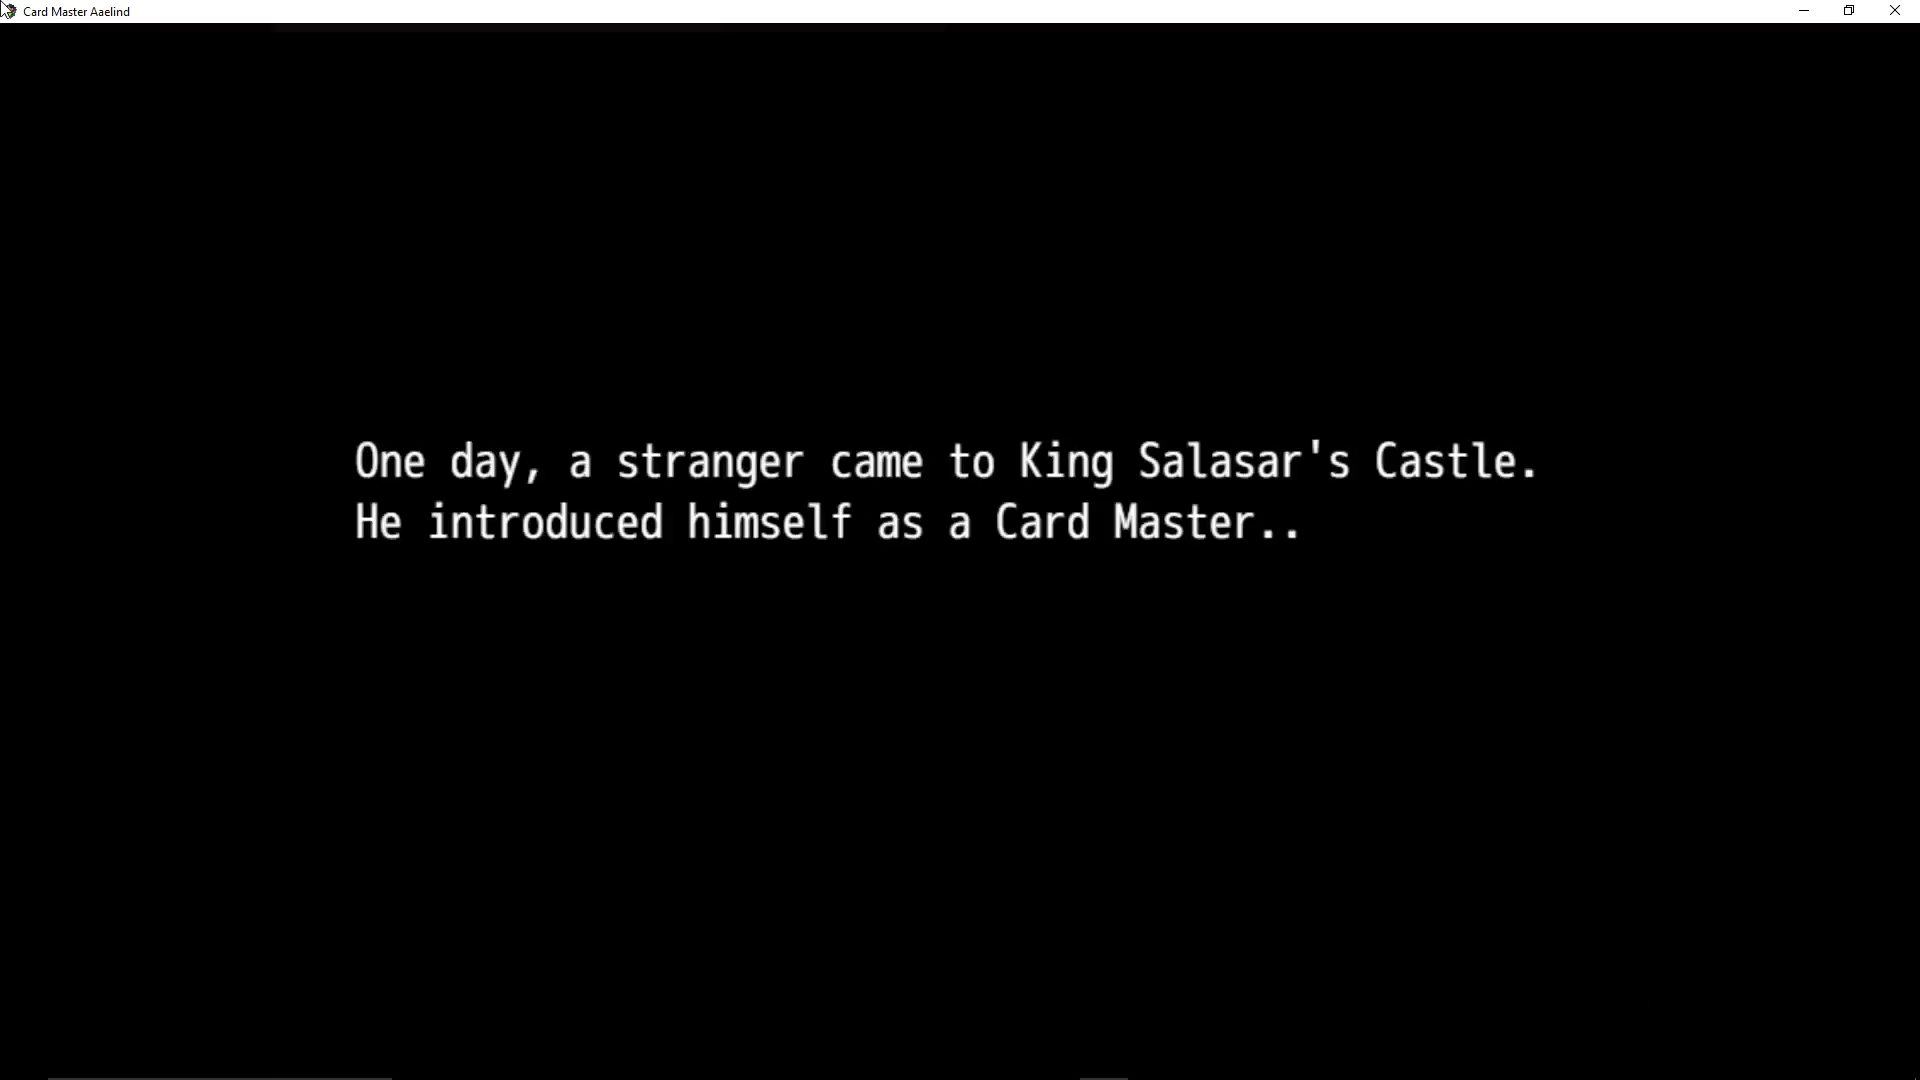 Card Master Aaelind
One day, a stranger came to King Salasar's Castle.
He introduced himself as a Card Master..